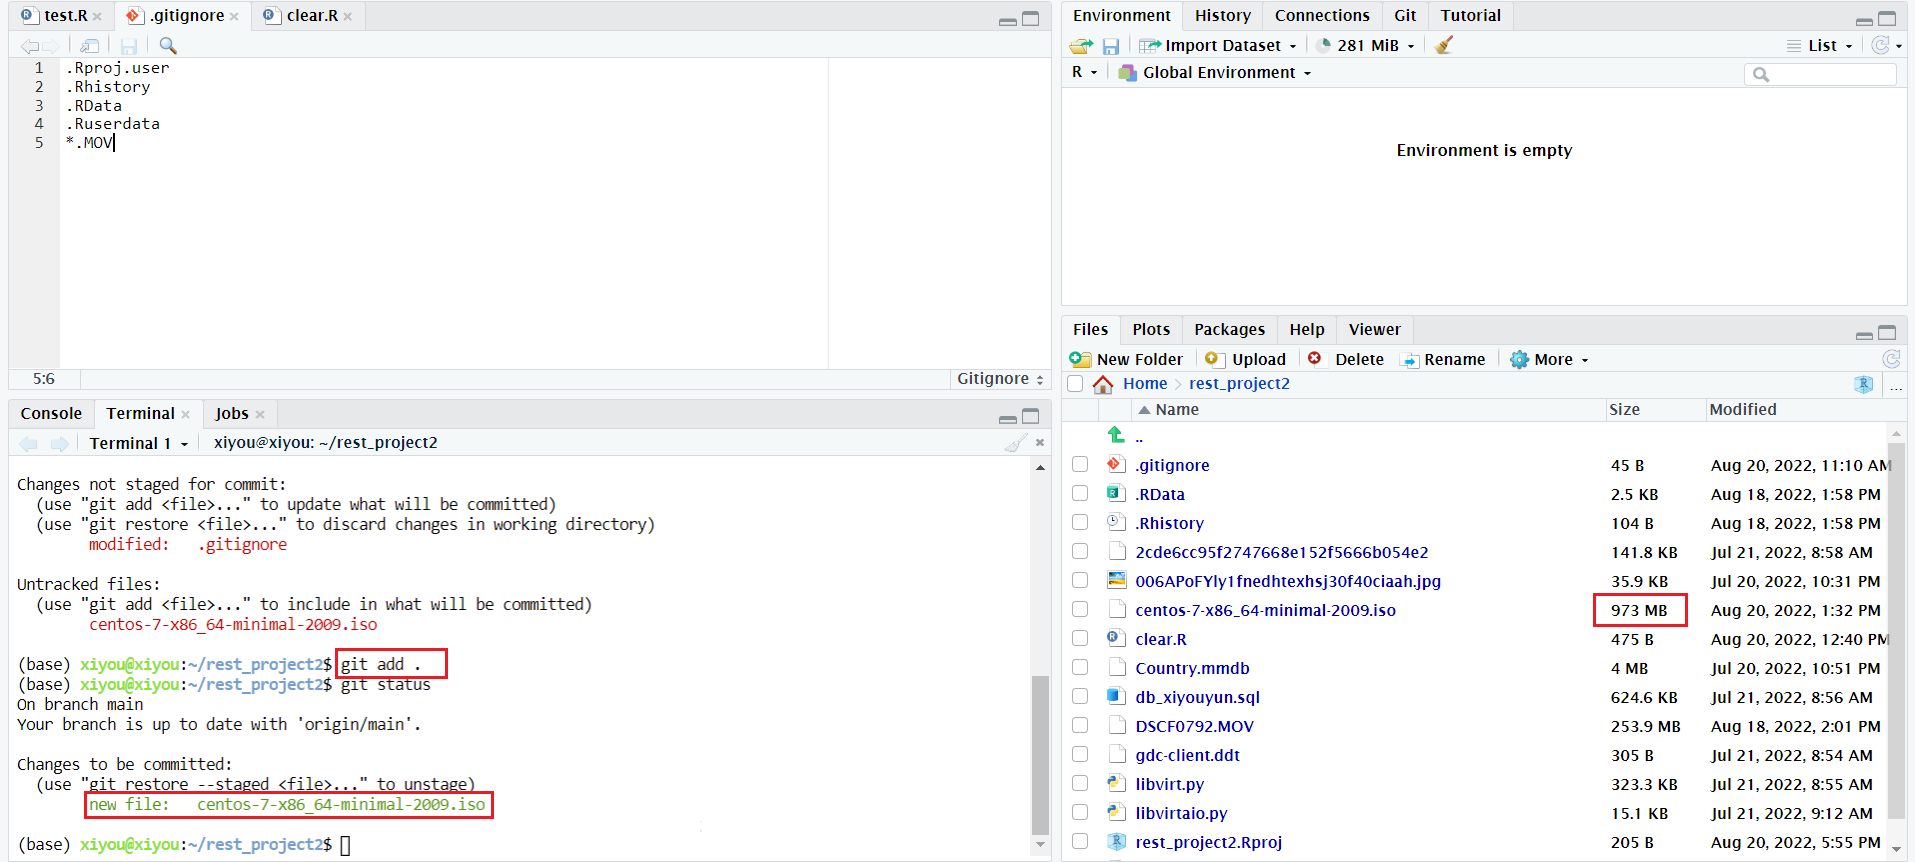 test.R
.gitignore
clear.R
1 .Rproj.user
2 .Rhistory
3 .RData
4 .Ruserdata
5 *.MOV
5:6
Gitignore
Console Terminal Jobs
Terminal 1 xiyou@xiyou: ~/rest_project2
Changes not staged for commit:
(use "git add <file>..." to update what will be committed)
(use "git restore <file>..." to discard changes in working directory)
modified: .gitignore
Untracked files:
(use "git add <file>..." to include in what will be committed)
centos-7-x86_64-minimal-2009.iso
(base) xiyou@xiyou:~/rest_project2$ git add .
(base) xiyou@xiyou:~/rest_project2$ git status
On branch main
Your branch is up to date with 'origin/main'.
Changes to be committed:
(use "git restore --staged <file>..." to unstage)
new file: centos-7-x86_64-minimal-2009.iso
(base) xiyou@xiyou:~/rest_project2$
Environment History Connections Git Tutorial
Import Dataset 281 MiB List
R Global Environment
Environment is empty
Files Plots Packages Help Viewer
New Folder Upload Delete Rename More
Home rest_project2 R ...
Name Size Modified
..
.gitignore 45 B Aug 20, 2022, 11:10 AM
.RData 2.5 KB Aug 18, 2022, 1:58 PM
.Rhistory 104 B Aug 18, 2022, 1:58 PM
2cde6cc95f2747668e152f5666b054e2 141.8 KB Jul 21, 2022, 8:58 AM
006APoFYly1fnedhtexhsj30f40ciaah.jpg 35.9 KB Jul 20, 2022, 10:31 PM
centos-7-x86_64-minimal-2009.iso 973 MB Aug 20, 2022, 1:32 PM
clear.R 475 B Aug 20, 2022, 12:40 PM
Country.mmdb 4 MB Jul 20, 2022, 10:51 PM
db_xiyouyun.sql 624.6 KB Jul 21, 2022, 8:56 AM
DSCF0792.MOV 253.9 MB Aug 18, 2022, 2:01 PM
gdc-client.ddt 305 B Jul 21, 2022, 8:54 AM
libvirt.py 323.3 KB Jul 21, 2022, 8:55 AM
libvirtaio.py 15.1 KB Jul 21, 2022, 9:12 AM
rest_project2.Rproj 205 B Aug 20, 2022, 5:55 PM